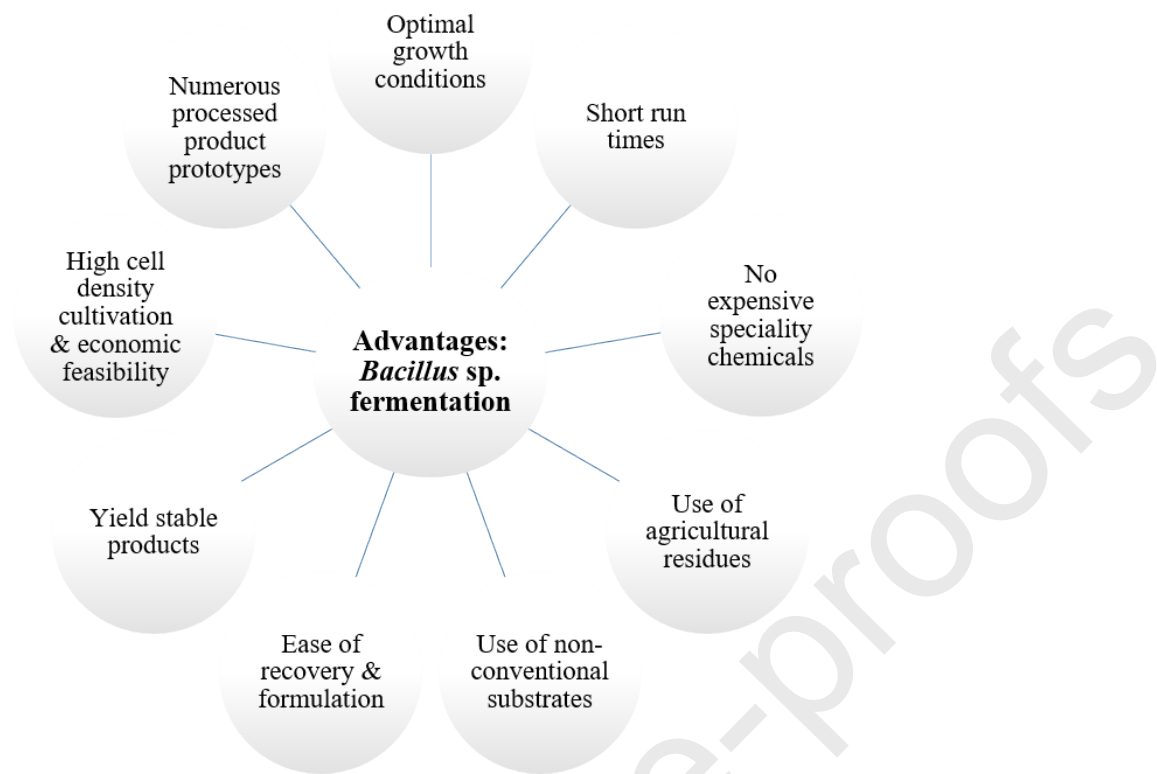 Optimal
growth
conditions
Numerous
processed
product
prototypes
Short run
times
High cell
density
cultivation
& economic
feasibility
No
expensive
speciality
chemicals
Advantages:
Bacillus sp.
fermentation
Yield stable
products
Use of
agricultural
residues
Ease of
recovery &
formulation
Use of non-
conventional
substrates
e-proofs